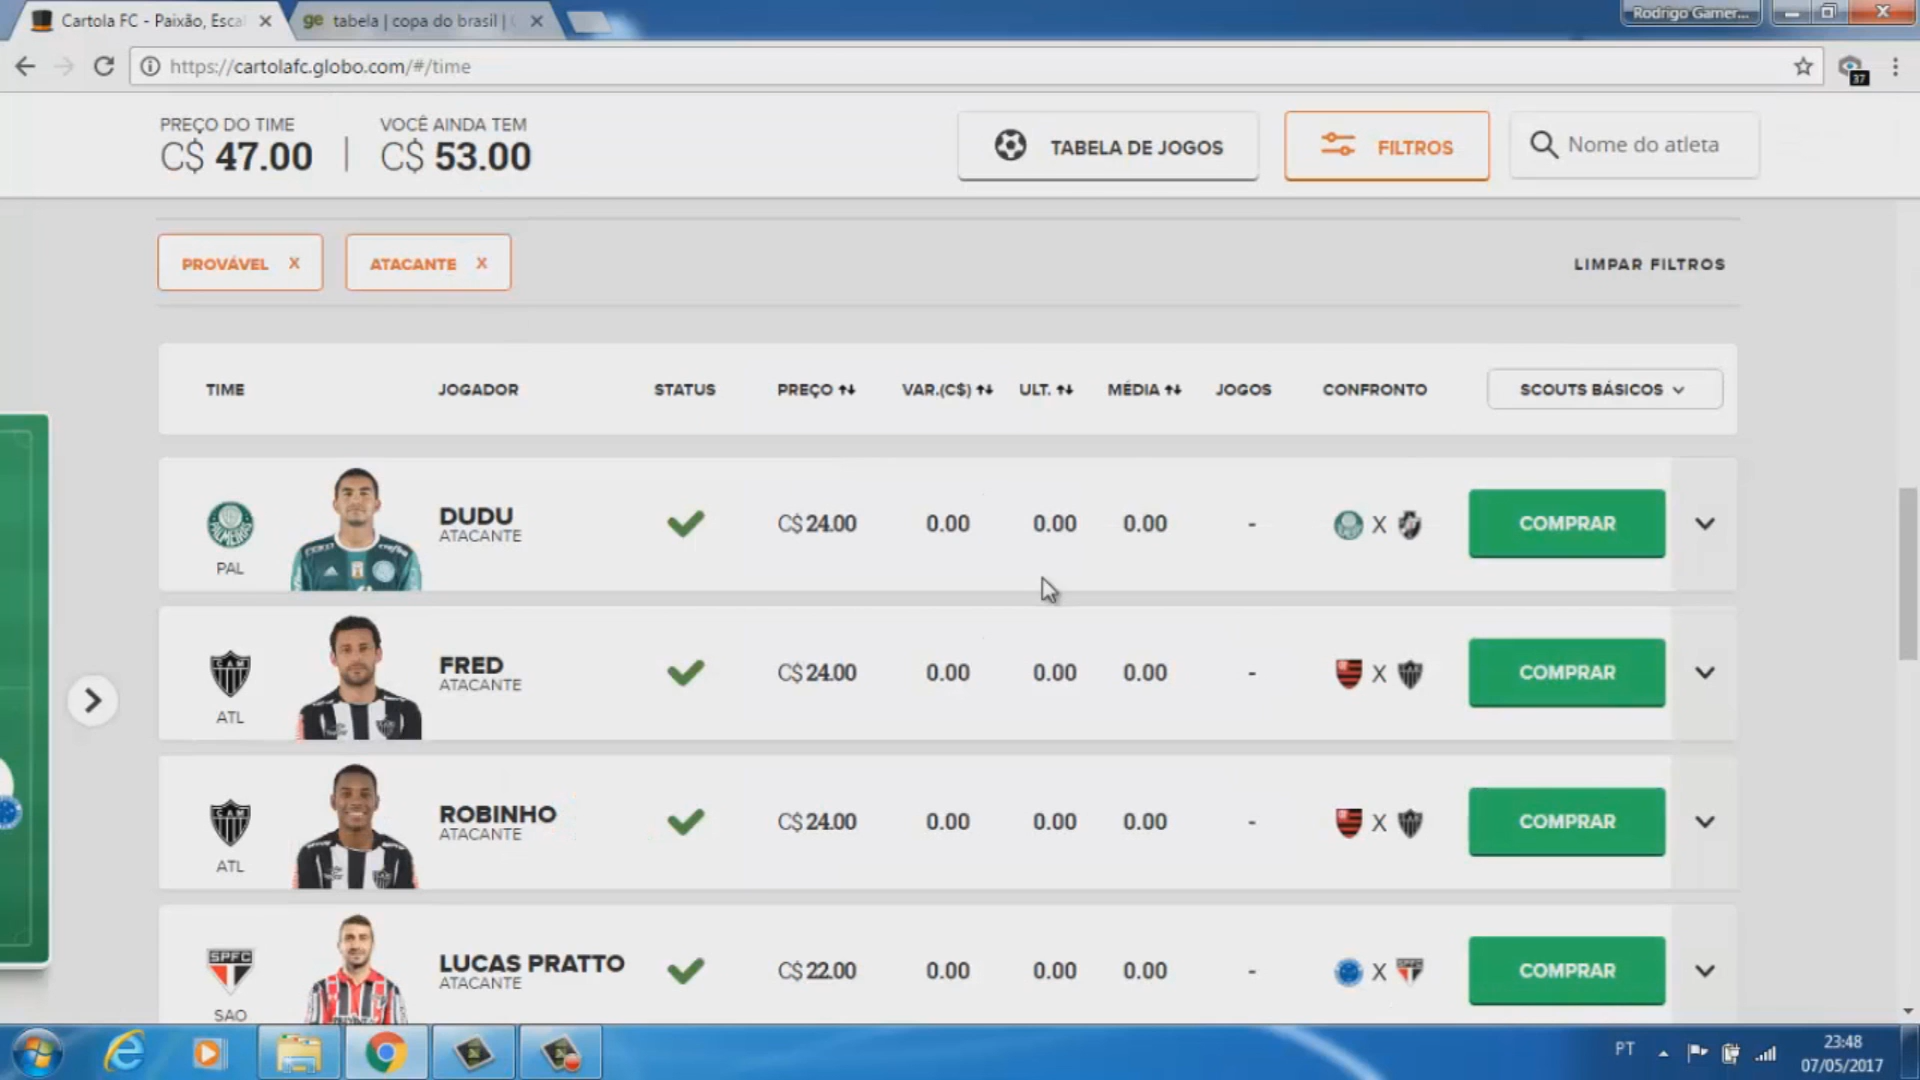 Cartola FC - Paixão, Escal
ge tabela | copa do brasil |
Rodrigo Gamer...
https://cartolafc.globo.com/#/time
37
PREÇO DO TIME
C$ 47.00
VOCÊ AINDA TEM
C$ 53.00
TABELA DE JOGOS
FILTROS
Nome do atleta
PROVÁVEL X
ATACANTE X
LIMPAR FILTROS
TIME JOGADOR STATUS PREÇO VAR.(C$) ULT. MÉDIA JOGOS CONFRONTO SCOUTS BÁSICOS
PAL
DUDU
ATACANTE
C$ 24.00 0.00 0.00 0.00 - X COMPRAR
ATL
FRED
ATACANTE
C$ 24.00 0.00 0.00 0.00 - X COMPRAR
ATL
ROBINHO
ATACANTE
C$ 24.00 0.00 0.00 0.00 - X COMPRAR
SPFC
SAO
LUCAS PRATTO
ATACANTE
C$ 22.00 0.00 0.00 0.00 - X COMPRAR
PT
23:48
07/05/2017